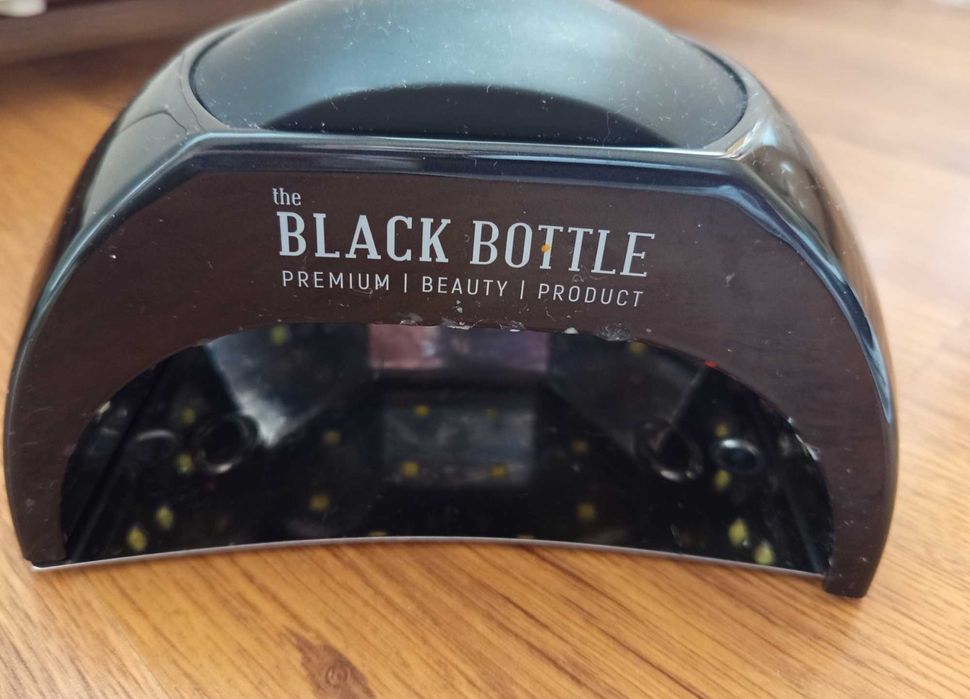 the
BLACK BOTTLE
PREMIUM | BEAUTY | PRODUCT